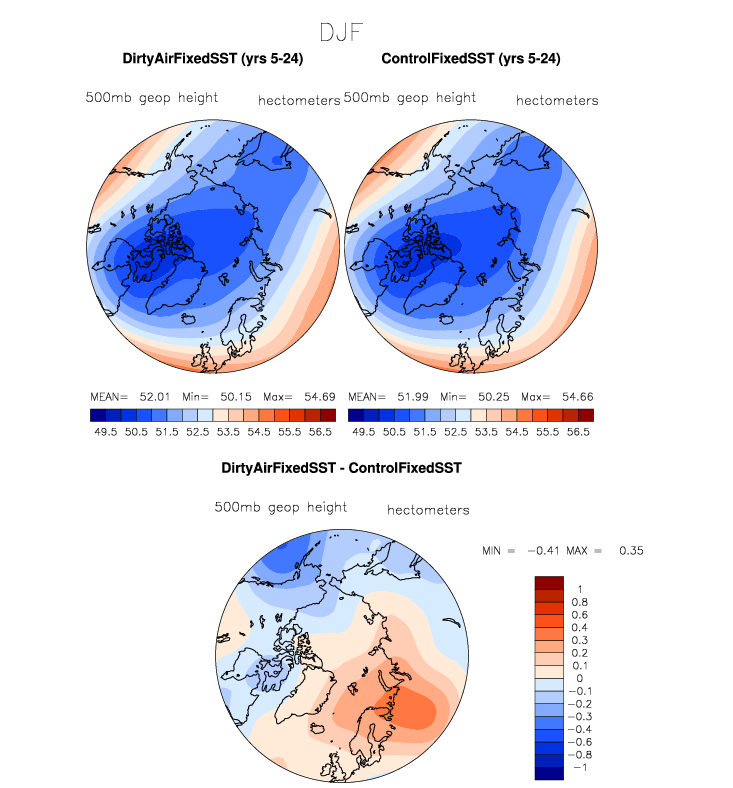 DJF
DirtyAirFixedSST (yrs 5-24) ControlFixedSST (yrs 5-24)
500mb geop height hectometers 500mb geop height hectometers
MEAN= 52.01 Min= 50.15 Max= 54.69 MEAN= 51.99 Min= 50.25 Max= 54.66
49.5 50.5 51.5 52.5 53.5 54.5 55.5 56.5 49.5 50.5 51.5 52.5 53.5 54.5 55.5 56.5
DirtyAirFixedSST - ControlFixedSST
500mb geop height hectometers
MIN = -0.41 MAX = 0.35
1
0.8
0.6
0.4
0.3
0.2
0.1
0
-0.1
-0.2
-0.3
-0.4
-0.6
-0.8
-1